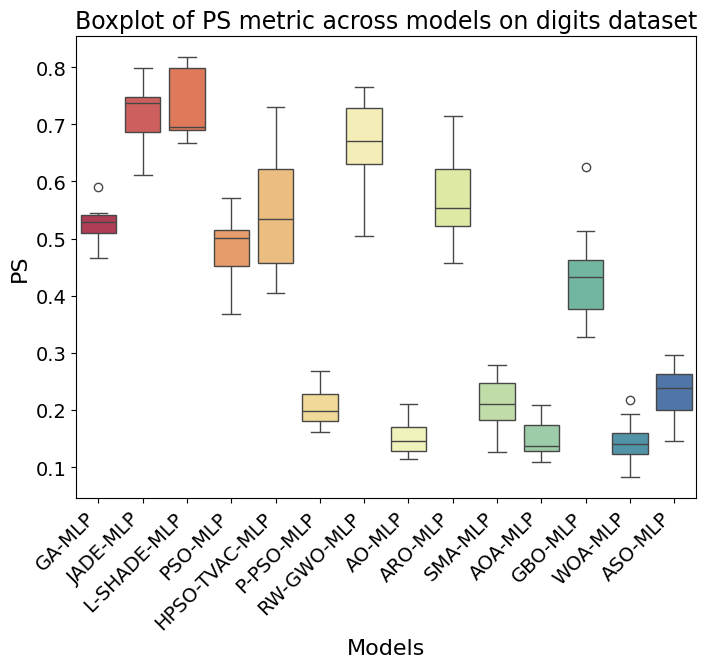 Boxplot of PS metric across models on digits dataset
PS
0.8
0.7
0.6
0.5
0.4
0.3
0.2
0.1
GA-MLP
JADE-MLP
L-SHADE-MLP
PSO-MLP
HPSO-TVAC-MLP
P-PSO-MLP
RW-GWO-MLP
AO-MLP
ARO-MLP
SMA-MLP
AOA-MLP
GBO-MLP
WOA-MLP
ASO-MLP
Models